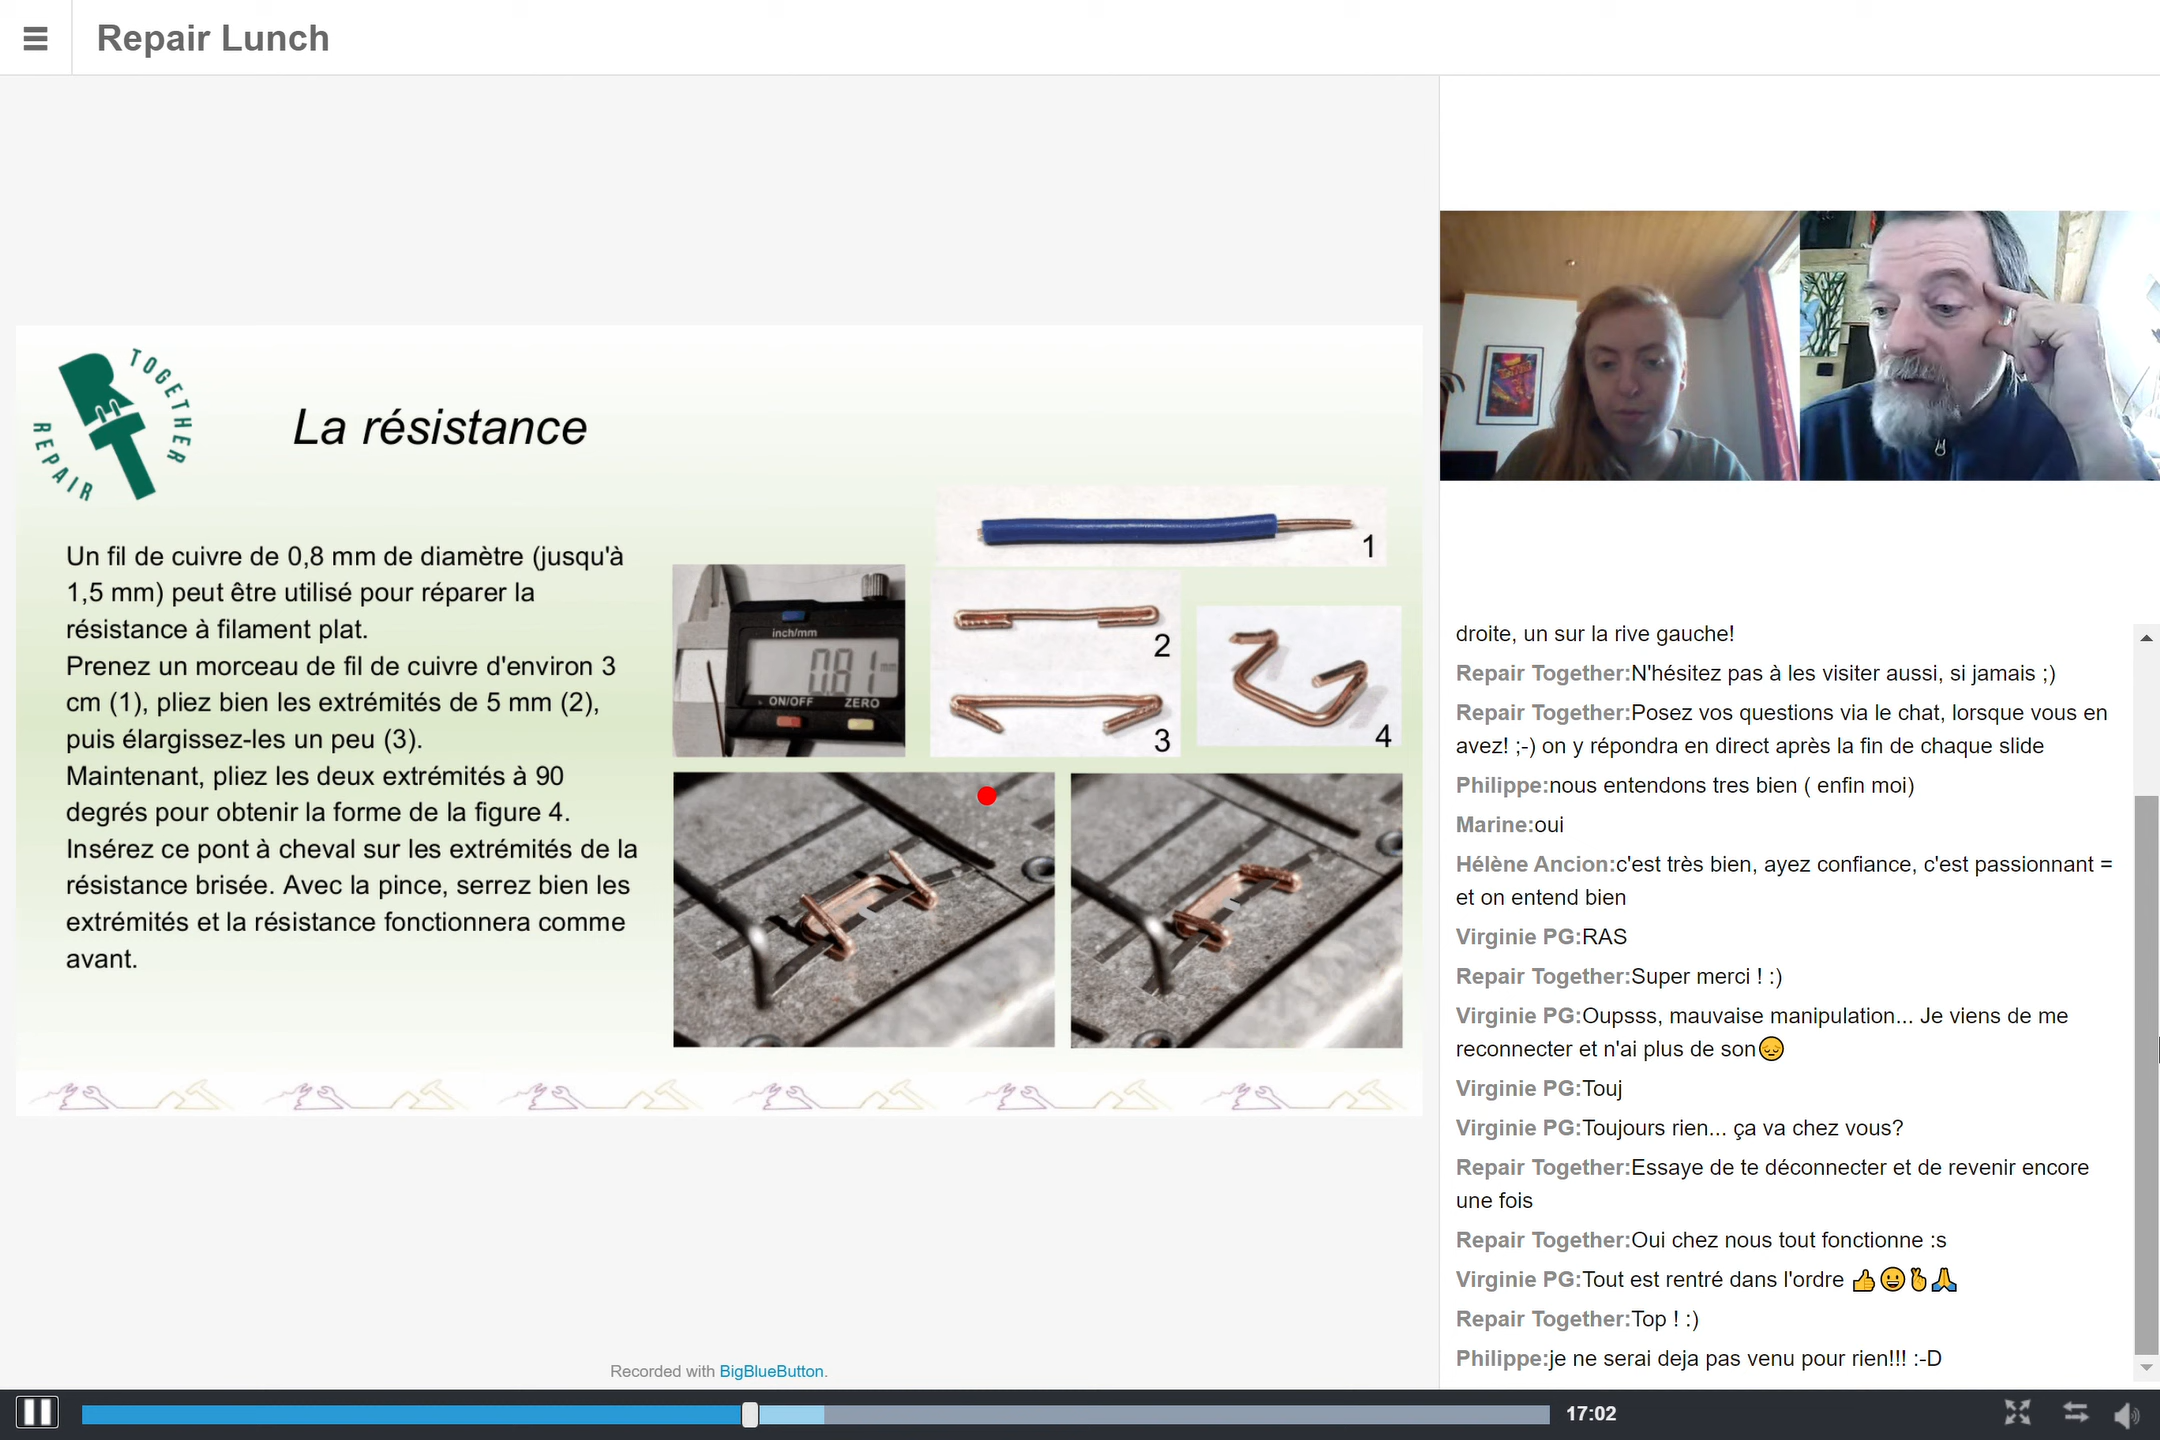 Repair Lunch
TOGETHER
REPAIR
La résistance
Un fil de cuivre de 0,8 mm de diamètre (jusqu'à
1,5 mm) peut être utilisé pour réparer la
résistance à filament plat.
Prenez un morceau de fil de cuivre d'environ 3
cm (1), pliez bien les extrémités de 5 mm (2),
puis élargissez-les un peu (3).
Maintenant, pliez les deux extrémités à 90
degrés pour obtenir la forme de la figure 4.
Insérez ce pont à cheval sur les extrémités de la
résistance brisée. Avec la pince, serrez bien les
extrémités et la résistance fonctionnera comme
avant.
inch/mm
0.81
ON/OFF ZERO
1
2
3
4
droite, un sur la rive gauche!
Repair Together:N'hésitez pas à les visiter aussi, si jamais ;)
Repair Together:Posez vos questions via le chat, lorsque vous en
avez! ;-) on y répondra en direct après la fin de chaque slide
Philippe:nous entendons tres bien ( enfin moi)
Marine:oui
Hélène Ancion:c'est très bien, ayez confiance, c'est passionnant =
et on entend bien
Virginie PG:RAS
Repair Together:Super merci ! :)
Virginie PG:Oupsss, mauvaise manipulation... Je viens de me
reconnecter et n'ai plus de son😔
Virginie PG:Touj
Virginie PG:Toujours rien... ça va chez vous?
Repair Together:Essaye de te déconnecter et de revenir encore
une fois
Repair Together:Oui chez nous tout fonctionne :s
Virginie PG:Tout est rentré dans l'ordre 👍😀🤞🙏
Repair Together:Top ! :)
Philippe:je ne serai deja pas venu pour rien!!! :-D
Recorded with BigBlueButton.
17:02